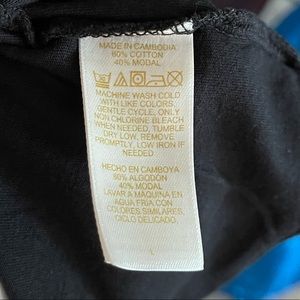 MADE IN CAMBODIA
60% COTTON
40% MODAL
MACHINE WASH COLD
WITH LIKE COLORS,
GENTLE CYCLE, ONLY
NON CHLORINE BLEACH
WHEN NEEDED, TUMBLE
DRY LOW. REMOVE
PROMPTLY, LOW IRON IF
NEEDED
HECHO EN CAMBOYA
60% ALGODON
40% MODAL
LAVAR A MAQUINA EN
AGUA FRIA CON
COLORES SIMILARES,
CICLO DELICADO,
L